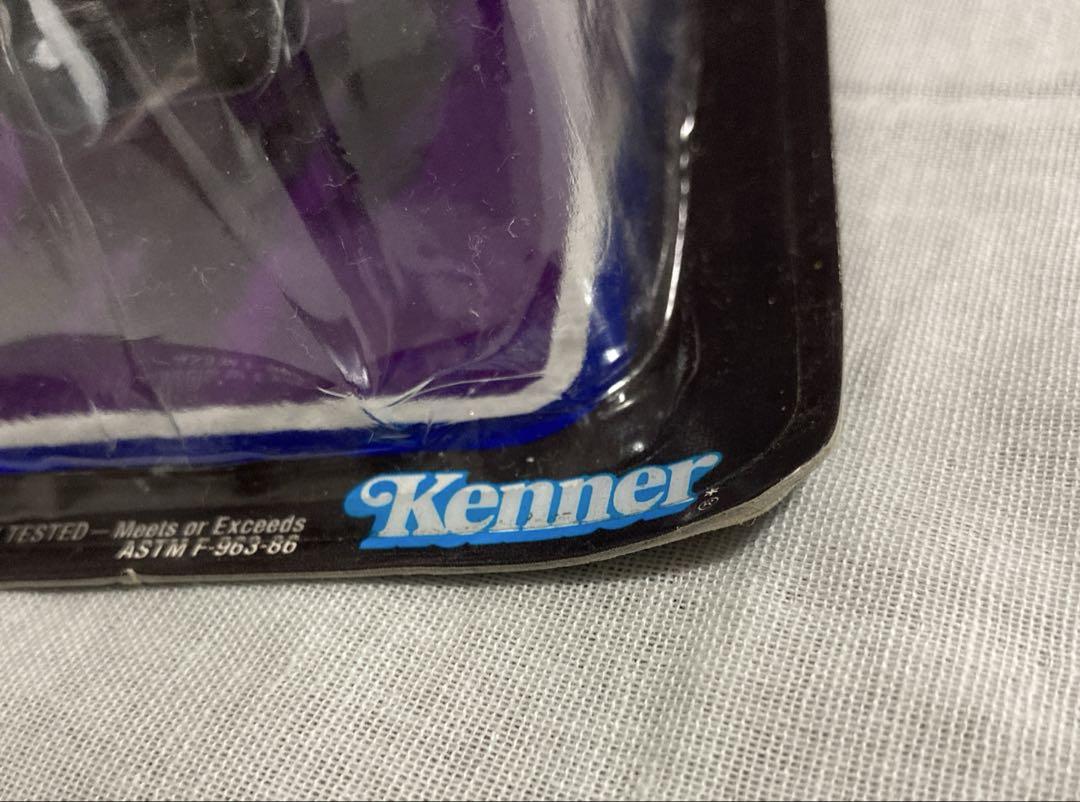 TESTED — Meets or Exceeds
ASTM F-963-86
Kenner